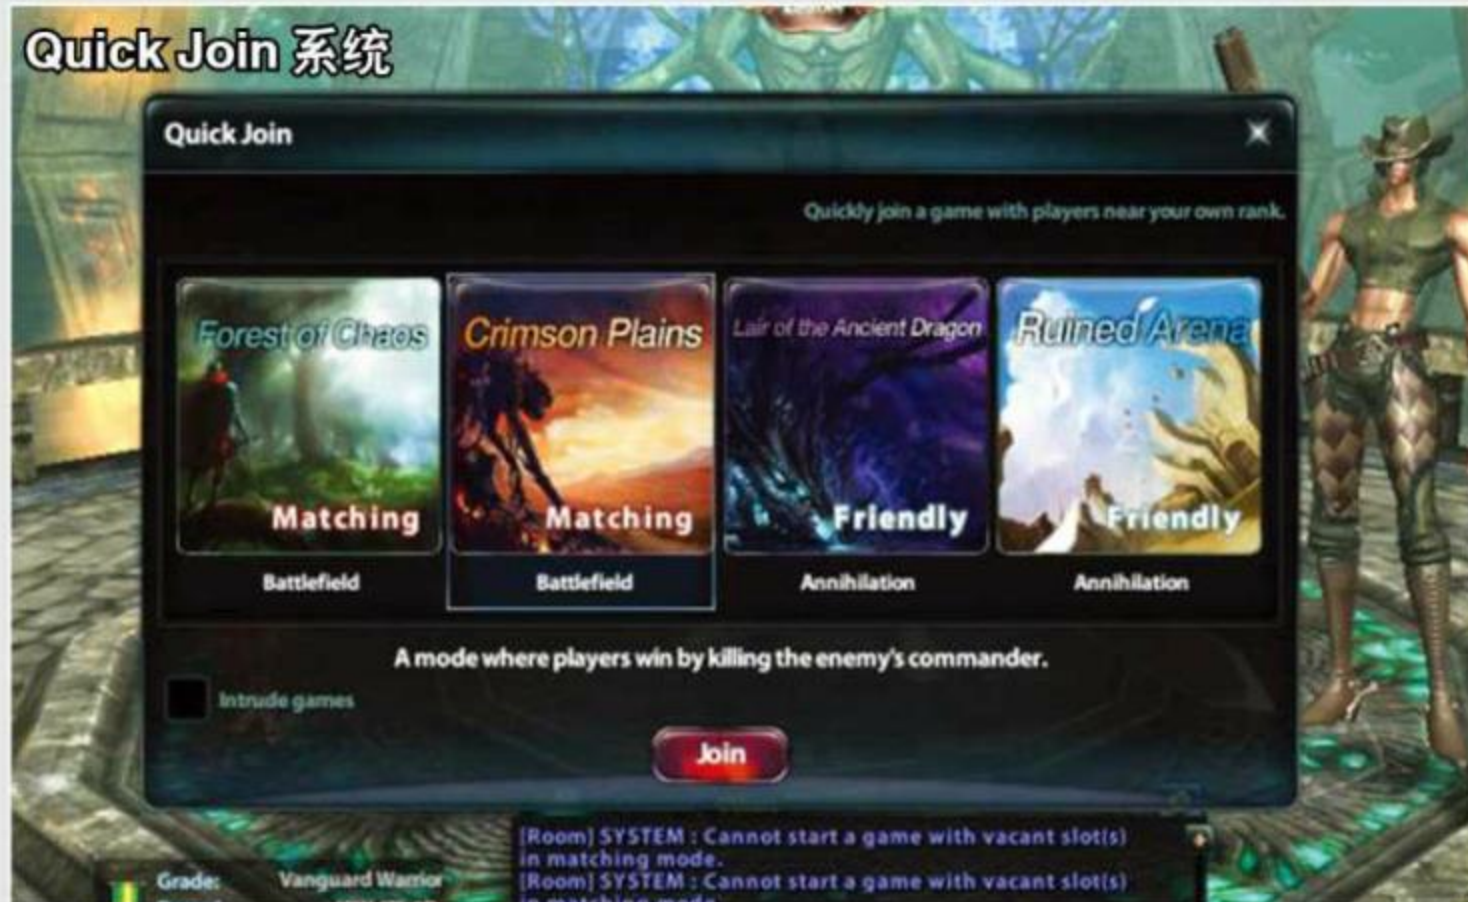 Quick Join 系统
Quick Join
Quickly join a game with players near your own rank.
Forest of Chaos
Crimson Plains
Lair of the Ancient Dragon
Ruined Arena
Matching
Matching
Friendly
Friendly
Battlefield
Battlefield
Annihilation
Annihilation
A mode where players win by killing the enemy's commander.
Intrude games
Join
[Room] SYSTEM : Cannot start a game with vacant slot(s)
in matching mode.
[Room] SYSTEM : Cannot start a game with vacant slot(s)
in matching mode.
Grade: Vanguard Warrior